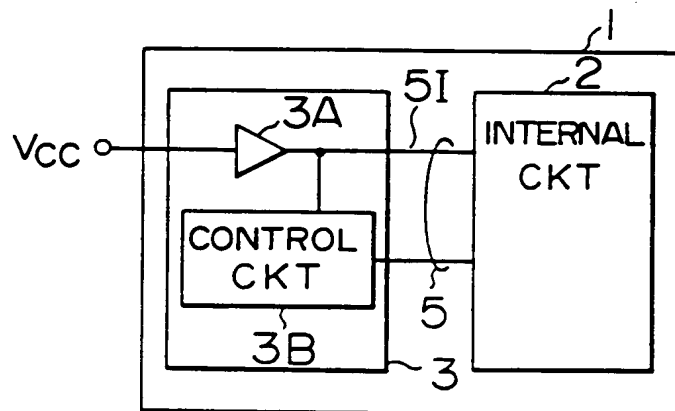 1
3A
5I
2
VCC
INTERNAL
CKT
CONTROL
CKT
5
3B
3